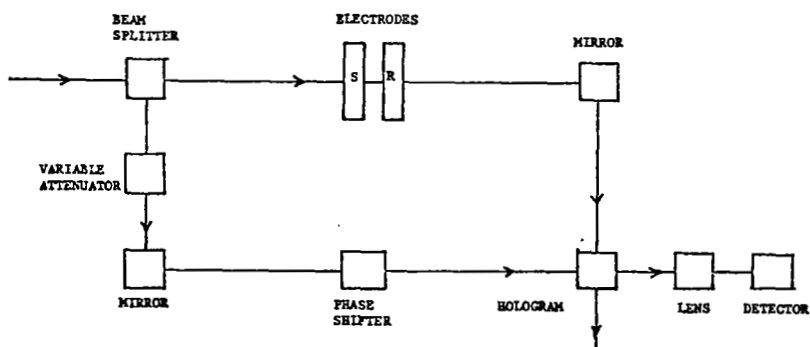 BEAM
SPLITTER
ELECTRODES
MIRROR
S
R
VARIABLE
ATTENUATOR
MIRROR
PHASE
SHIFTER
HOLOGRAM
LENS
DETECTOR